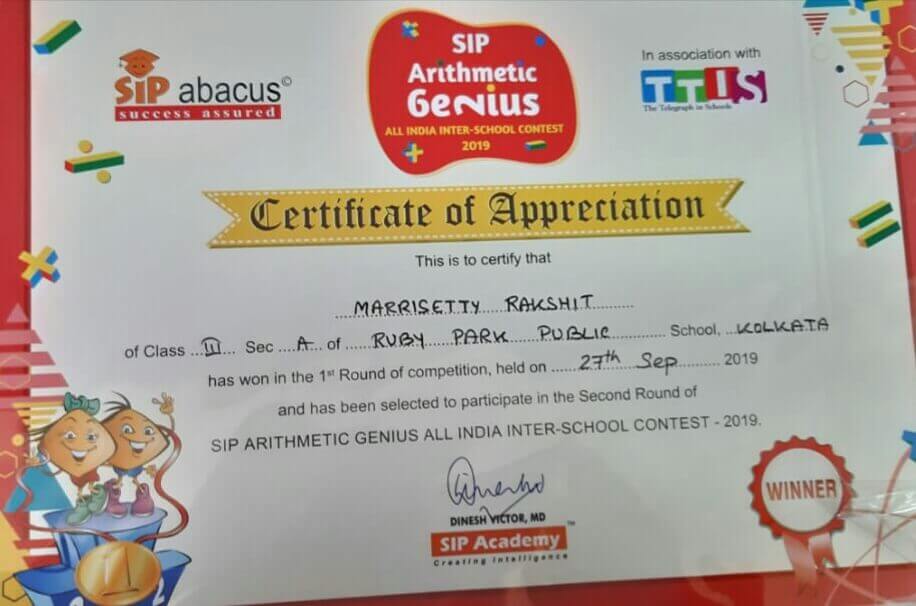 SIP abacus©
success assured
SIP
Arithmetic
GeNius
ALL INDIA INTER-SCHOOL CONTEST
2019
In association with
TTIS
The Telegraph in Schools
Certificate of Appreciation
This is to certify that
MARRISETTY RAKSHIT
of Class III Sec A of RUBY PARK PUBLIC School, KOLKATA
has won in the 1st Round of competition, held on 27th Sep 2019
and has been selected to participate in the Second Round of
SIP ARITHMETIC GENIUS ALL INDIA INTER-SCHOOL CONTEST - 2019.
DINESH VICTOR, MD
SIP Academy™
Creating Intelligence
WINNER
1
2